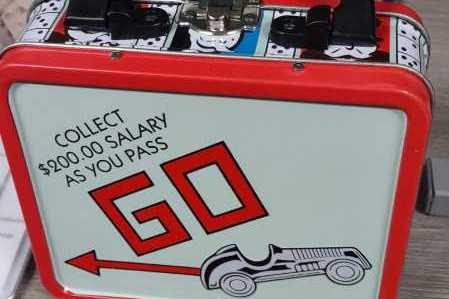 COLLECT
$200.00 SALARY
AS YOU PASS
GO